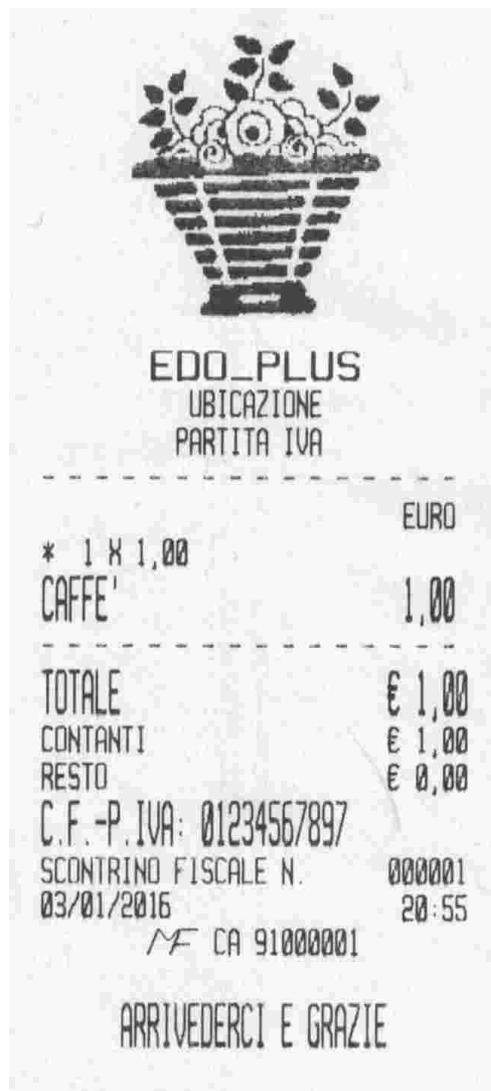 EDO_PLUS
UBICAZIONE
PARTITA IVA
EURO
* 1 X 1,00
CAFFE' 1,00
TOTALE € 1,00
CONTANTI € 1,00
RESTO € 0,00
C.F.-P.IVA: 01234567897
SCONTRINO FISCALE N. 000001
03/01/2016 20:55
MF CA 91000001
ARRIVEDERCI E GRAZIE